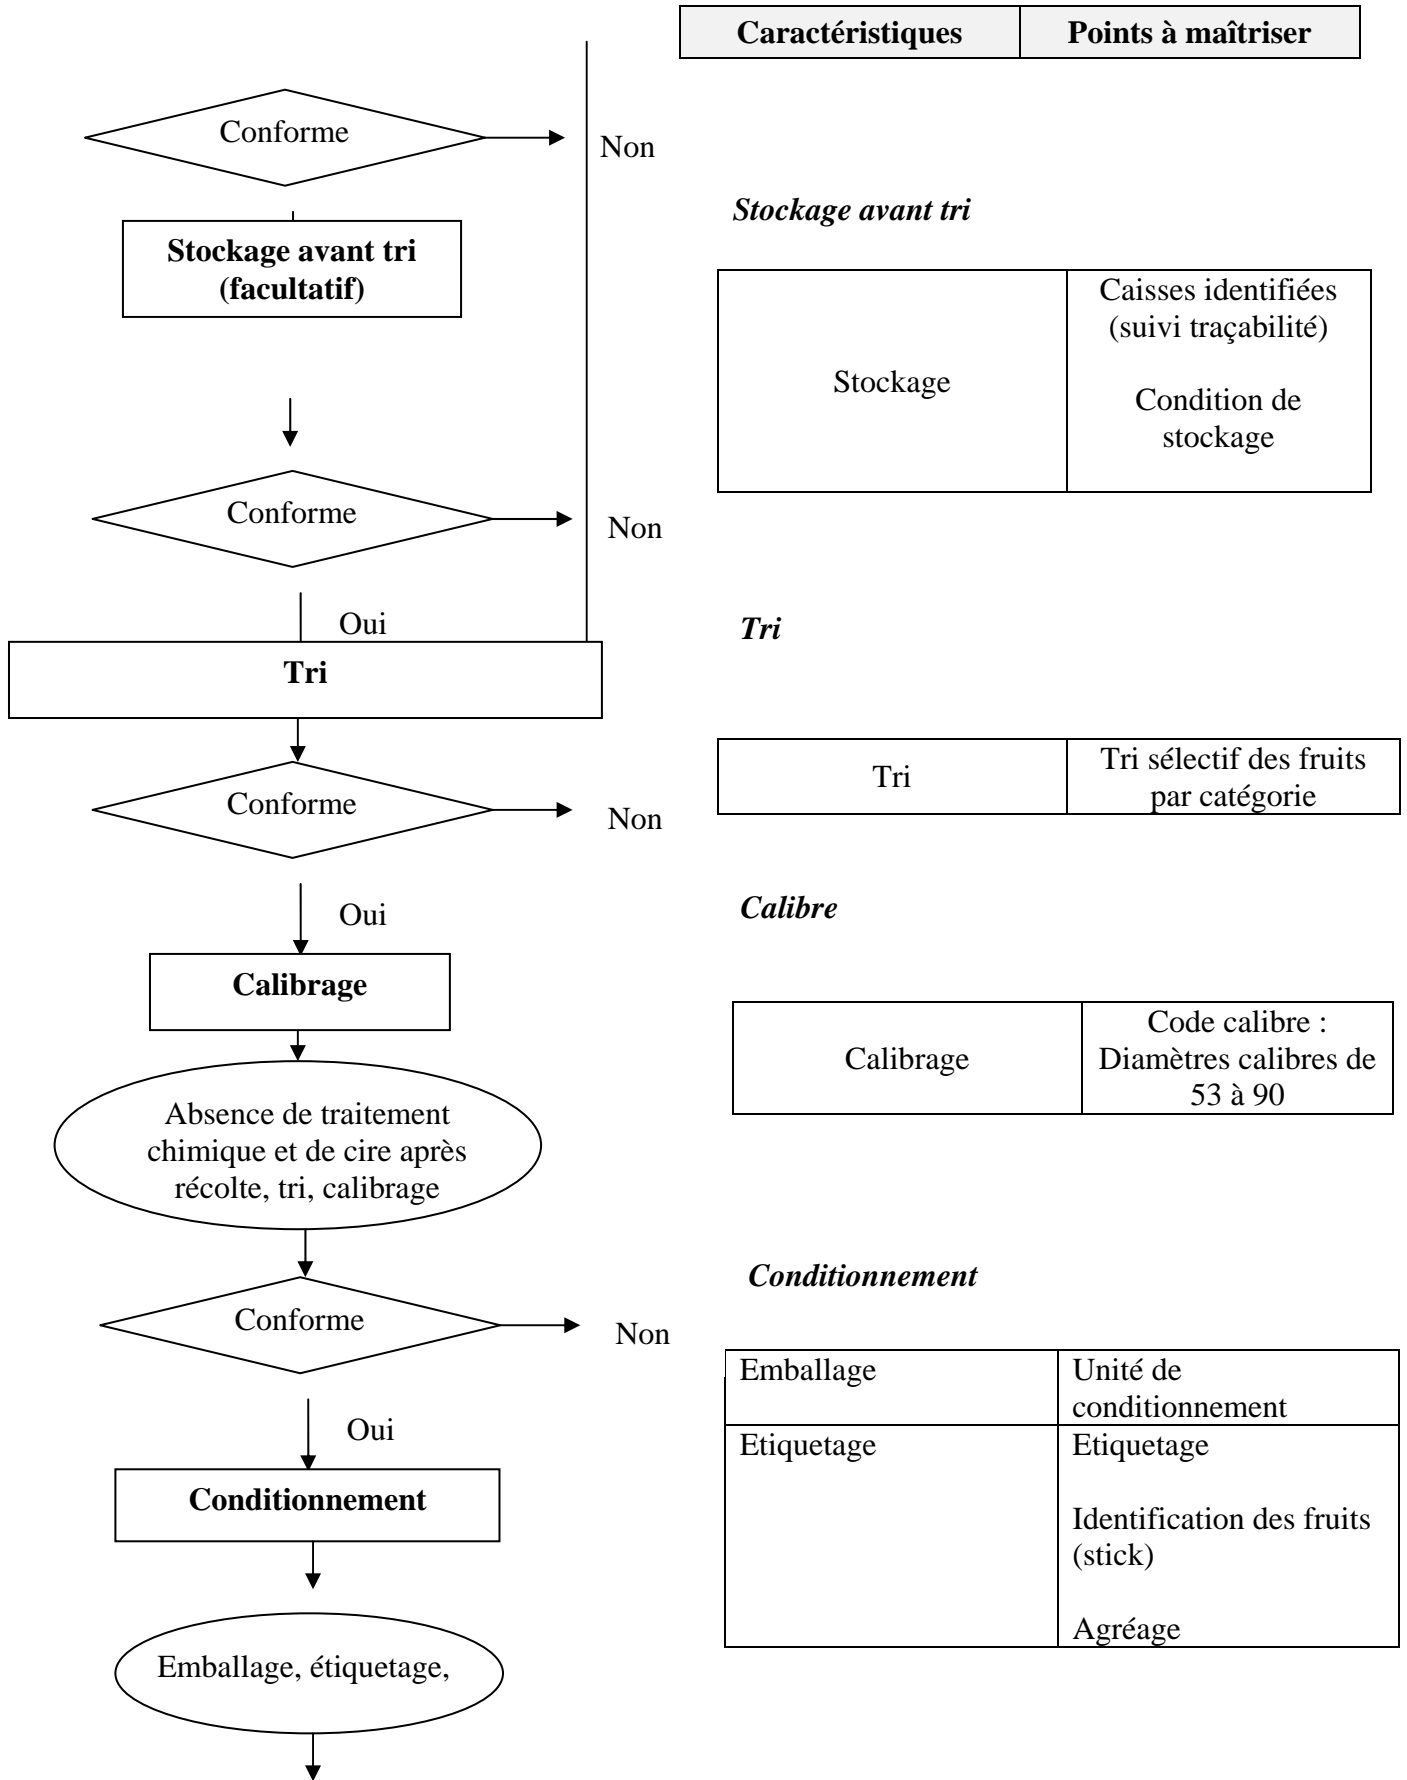 Caractéristiques Points à maîtriser
Conforme
Non
Stockage avant tri
Stockage avant tri
(facultatif)
Stockage
Caisses identifiées
(suivi traçabilité)
Condition de
stockage
Conforme
Non
Oui
Tri
Tri
Tri
Tri sélectif des fruits
par catégorie
Conforme
Non
Oui
Calibre
Calibrage
Calibrage
Code calibre :
Diamètres calibres de
53 à 90
Absence de traitement
chimique et de cire après
récolte, tri, calibrage
Conditionnement
Conforme
Non
Emballage
Unité de
conditionnement
Oui
Etiquetage
Etiquetage
Identification des fruits
(stick)
Agréage
Conditionnement
Emballage, étiquetage,